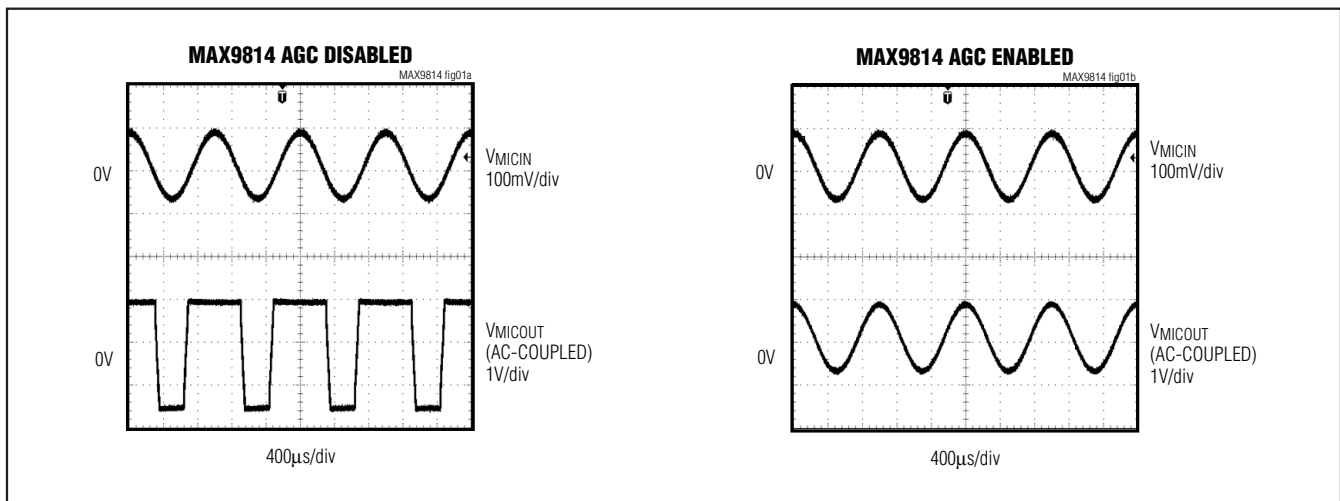 MAX9814 AGC DISABLED
MAX9814 fig01a
T
0V
VMICIN
100mV/div
0V
VMICOUT
(AC-COUPLED)
1V/div
400μs/div
MAX9814 AGC ENABLED
MAX9814 fig01b
T
0V
VMICIN
100mV/div
0V
VMICOUT
(AC-COUPLED)
1V/div
400μs/div